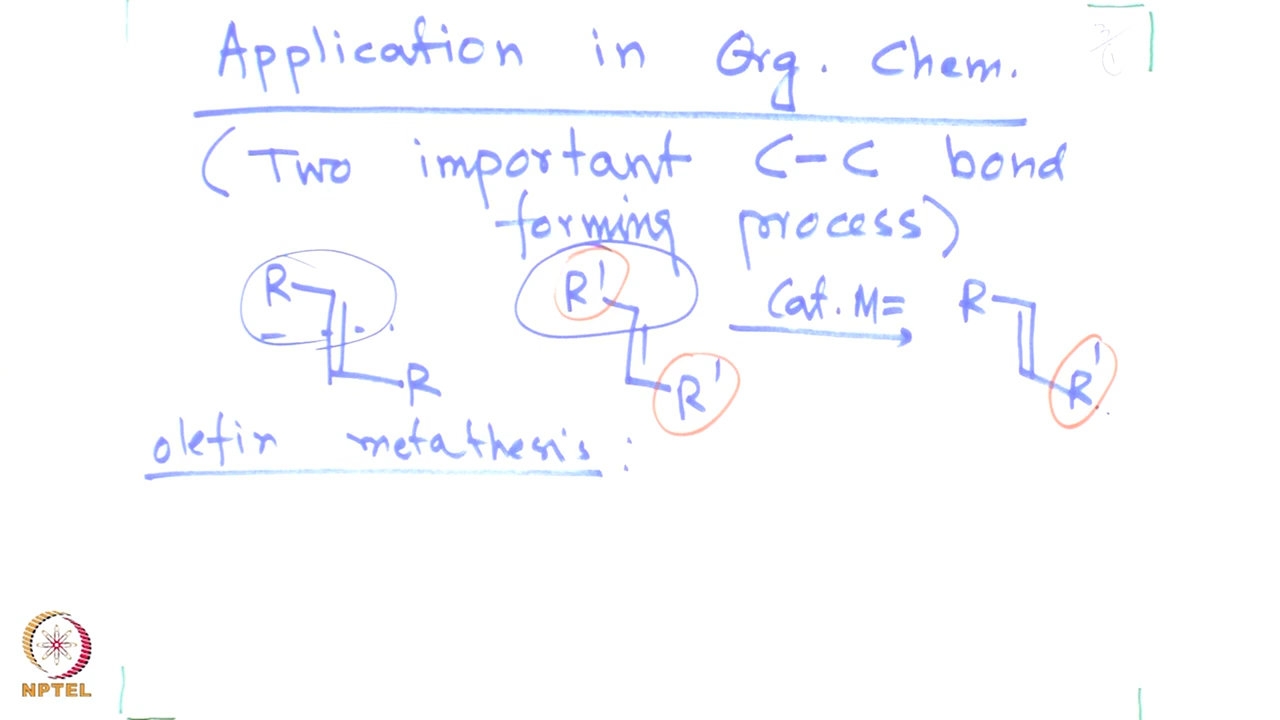 Application in Org. Chem.
(Two important C-C bond
forming process)
R R' Cat. M= R
R R' R'
olefin metathesis:
NPTEL